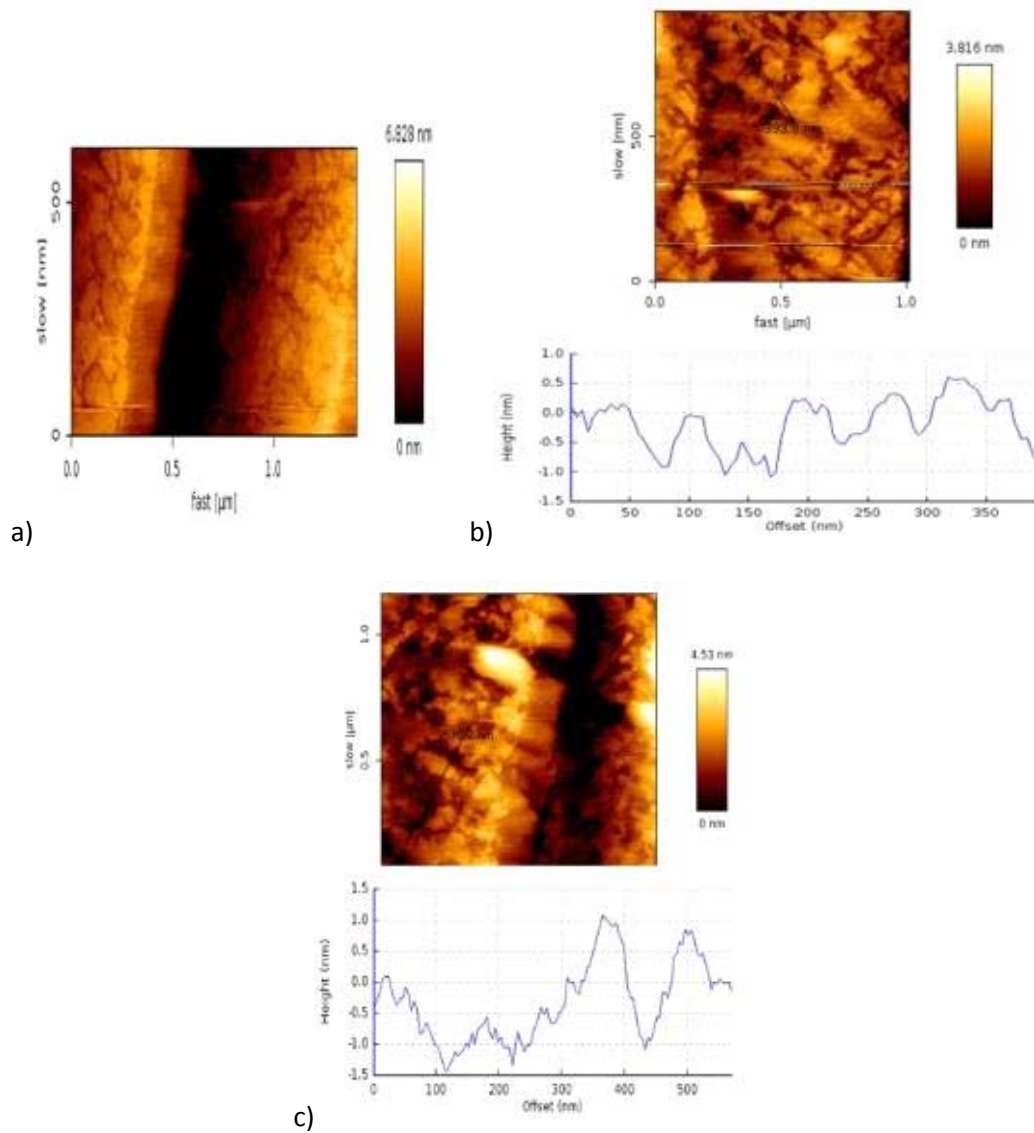 6.828 nm
slow [nm]
500
0
0 nm
0.0
0.5
1.0
fast [µm]
a)
3.816 nm
slow [nm]
500
0
0 nm
0.0
0.5
1.0
fast [µm]
Height (nm)
1.0
0.5
0.0
-0.5
-1.0
-1.5
0
50
100
150
200
250
300
350
Offset (nm)
b)
4.53 nm
slow [µm]
1.0
0.5
0 nm
Height (nm)
1.5
1.0
0.5
0.0
-0.5
-1.0
-1.5
0
100
200
300
400
500
Offset (nm)
c)